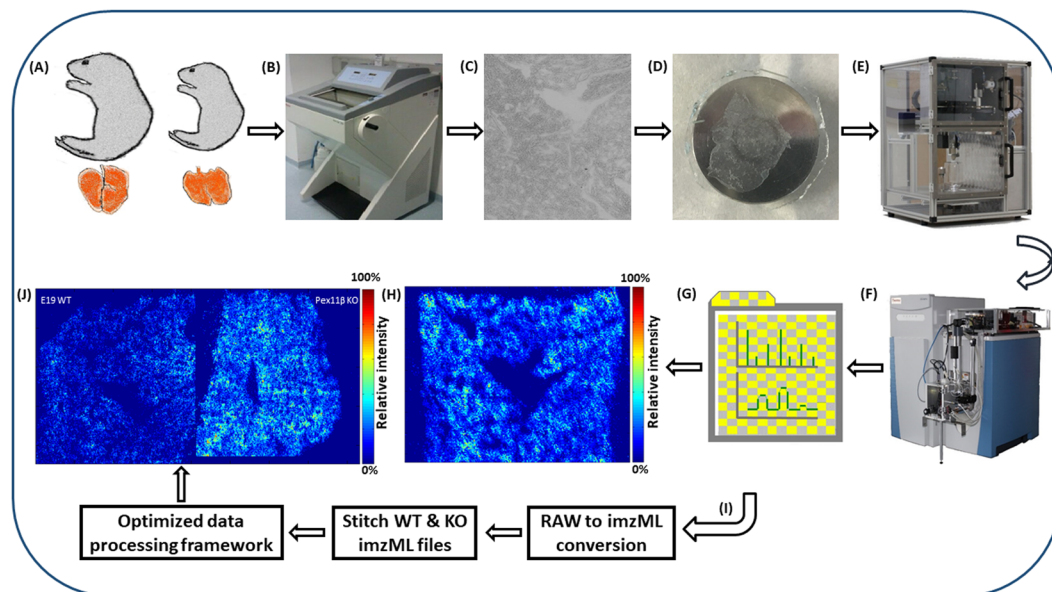 (A)
(B)
(C)
(D)
(E)
(J)
E19 WT
Pex11β KO
100%
Relative intensity
0%
(H)
100%
Relative intensity
0%
(G)
(F)
(I)
Optimized data
processing framework
Stitch WT & KO
imzML files
RAW to imzML
conversion